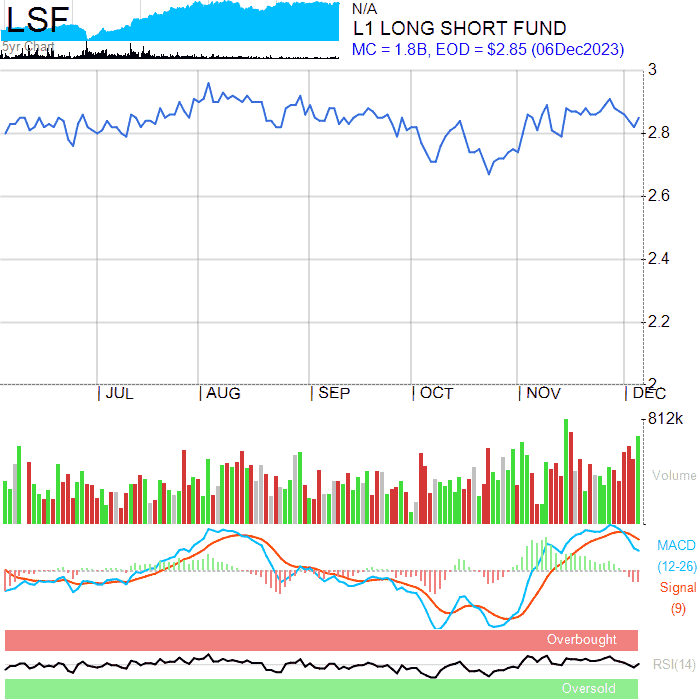 LSF
5yr Chart
N/A
L1 LONG SHORT FUND
MC = 1.8B, EOD = $2.85 (06Dec2023)
3
2.8
2.6
2.4
2.2
2
JUL AUG SEP OCT NOV DEC
812k
Volume
MACD
(12-26)
Signal
(9)
Overbought
RSI(14)
Oversold